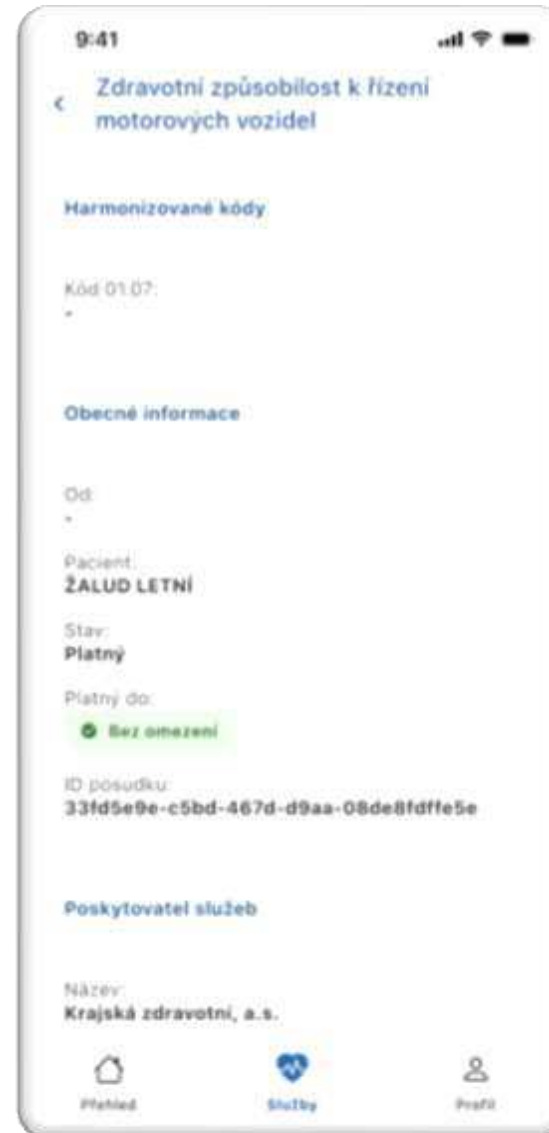 9:41
Zdravotní způsobilost k řízení
motorových vozidel
Harmonizované kódy
Kód 01.07:
-
Obecné informace
Od:
-
Pacient:
ŽALUD LETNÍ
Stav:
Platný
Platný do:
Bez omezení
ID posudku:
33fd5e9e-c5bd-467d-d9aa-08de8fdffe5e
Poskytovatel služeb
Název:
Krajská zdravotní, a.s.
Přehled
Služby
Profil